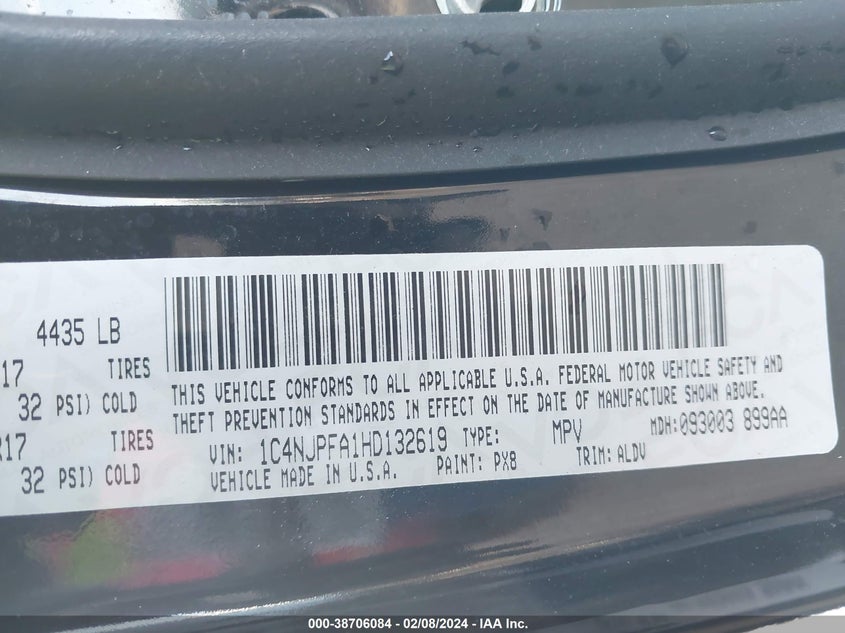 4435 LB
17 TIRES
32 PSI) COLD
R17 TIRES
32 PSI) COLD
THIS VEHICLE CONFORMS TO ALL APPLICABLE U.S.A. FEDERAL MOTOR VEHICLE SAFETY AND
THEFT PREVENTION STANDARDS IN EFFECT ON THE DATE OF MANUFACTURE SHOWN ABOVE.
VIN: 1C4NJPFA1HD132619 TYPE: MPV MDH:093003 899AA
VEHICLE MADE IN U.S.A. PAINT: PX8 TRIM: ALDV
000-38706084 - 02/08/2024 - IAA Inc.